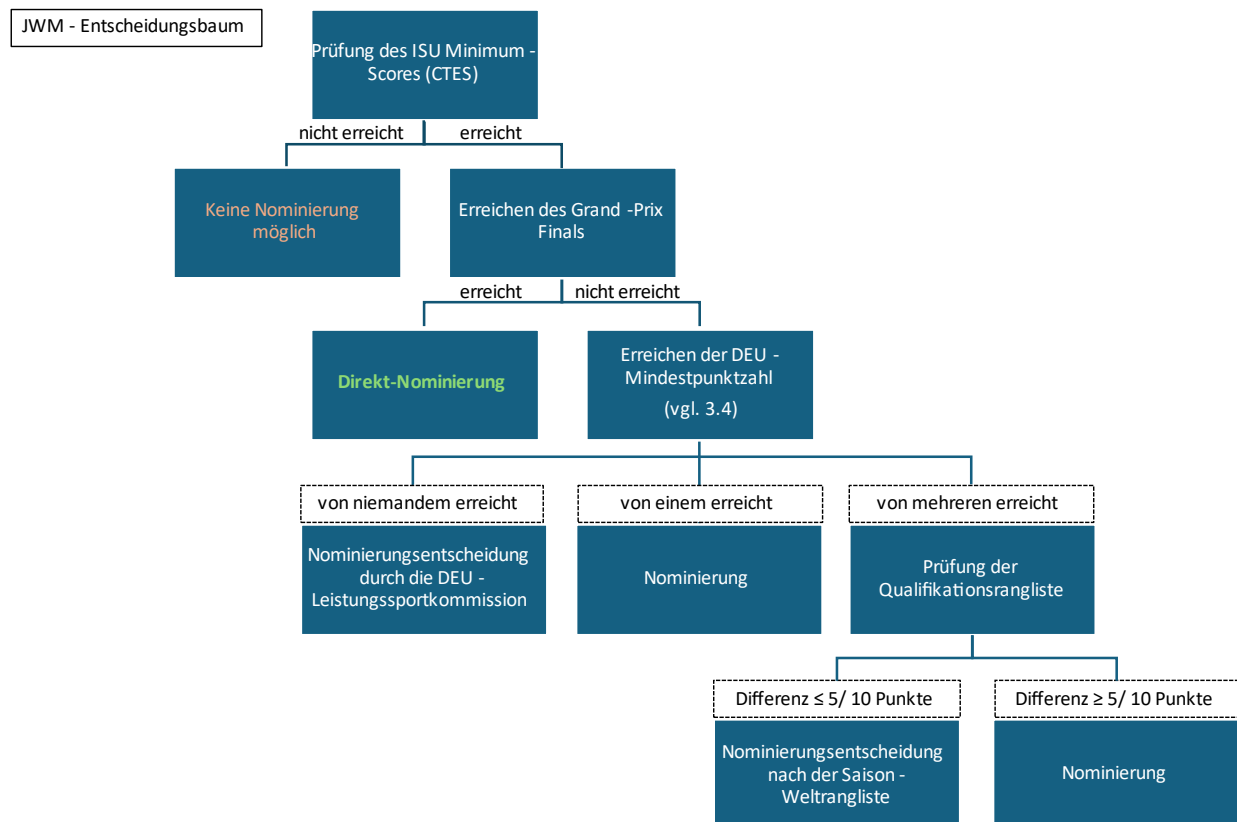 JWM - Entscheidungsbaum
Prüfung des ISU Minimum -
Scores (CTES)
nicht erreicht
erreicht
Keine Nominierung
möglich
Erreichen des Grand -Prix
Finals
erreicht
nicht erreicht
Direkt-Nominierung
Erreichen der DEU -
Mindestpunktzahl
(vgl. 3.4)
von niemandem erreicht
von einem erreicht
von mehreren erreicht
Nominierungsentscheidung
durch die DEU -
Leistungssportkommission
Nominierung
Prüfung der
Qualifikationsrangliste
Differenz ≤ 5/ 10 Punkte
Differenz ≥ 5/ 10 Punkte
Nominierungsentscheidung
nach der Saison -
Weltrangliste
Nominierung